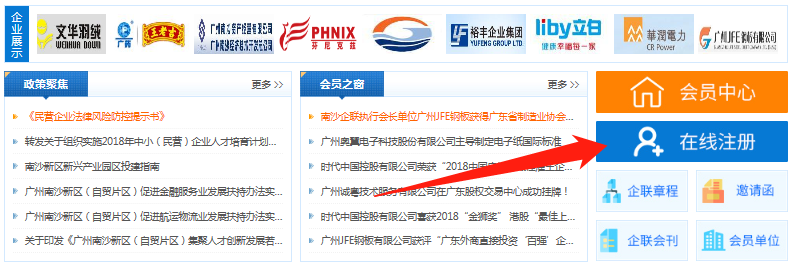 企业展示
文华羽绒
WENHUA DOWN
广药
王老吉
PHNIX
芬尼克兹
裕丰企业集团
YUFENG GROUP LTD.
liby立白
健康幸福每一家
華潤電力
CR Power
广州JFE钢板有限公司
政策聚焦
更多 >>
《民营企业法律风险防控提示书》
转发关于组织实施2018年中小（民营）企业人才培育计划...
南沙区新兴产业园区投建指南
广州南沙新区（自贸片区）促进金融服务业发展扶持办法实...
广州南沙新区（自贸片区）促进航运物流业发展扶持办法实...
关于印发《广州南沙新区（自贸片区）集聚人才创新发展若...
会员之窗
更多 >>
南沙企联执行会长单位广州JFE钢板获得广东省制造业协会...
广州奥翼电子科技股份有限公司主导制定电子纸国际标准
时代中国控股有限公司荣获“2018中国房
企...
广州诚粤技术服务有限公司在广东股权交易中心成功挂牌！
时代中国控股有限公司喜获2018“金狮奖” 港股“最佳上...
广州JFE钢板有限公司获评“广东外商直接投资‘百强’企...
会员中心
在线注册
企联章程
邀请函
企联会刊
会员单位